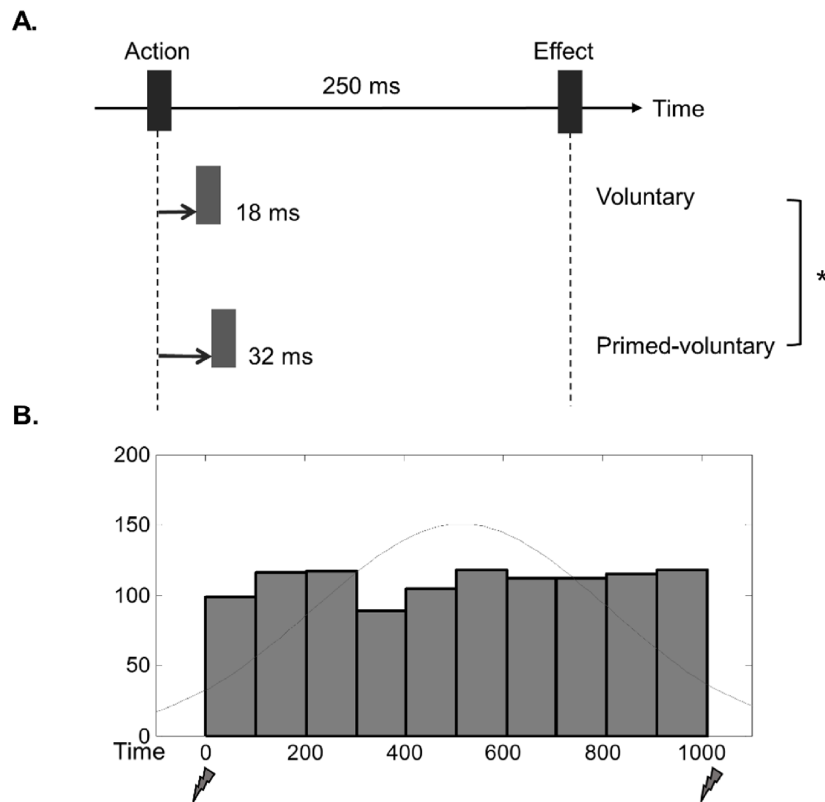 A.
Action
Effect
250 ms
Time
18 ms
Voluntary
*
32 ms
Primed-voluntary
B.
200
150
100
50
0
Time 0 200 400 600 800 1000